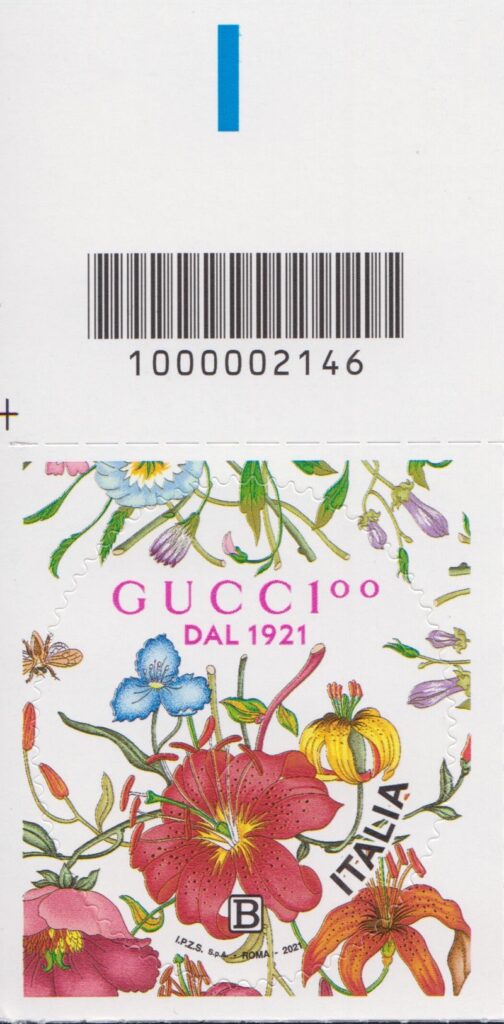 1000002146
GUCCI100
DAL 1921
ITALIA
B
I.P.Z.S. S.p.A. - ROMA - 2021